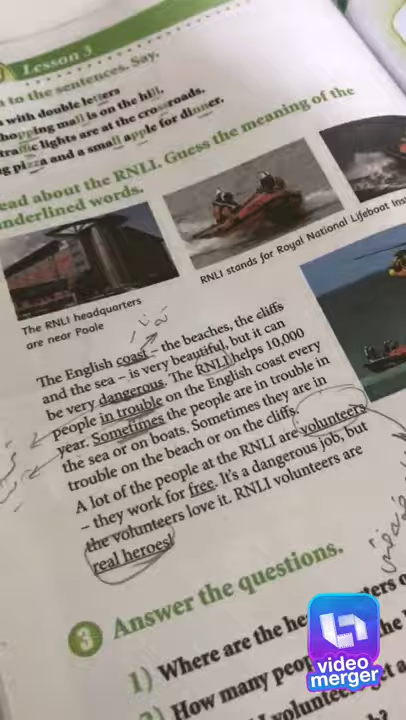 Lesson 3
to the sentences. Say.
with double letters
hopping mall is on the hill.
traffic lights are at the crossroads.
pizza and a small apple for dinner.
ead about the RNLI. Guess the meaning of the
nderlined words.
The RNLI headquarters
are near Poole
RNLI stands for Royal National Lifeboat Ins
The English coast – the beaches, the cliffs
and the sea – is very beautiful, but it can
be very dangerous. The RNLI helps 10,000
people in trouble on the English coast every
year. Sometimes the people are in trouble in
the sea or on boats. Sometimes they are in
trouble on the beach or on the cliffs.
A lot of the people at the RNLI are volunteers
– they work for free. It's a dangerous job, but
the volunteers love it. RNLI volunteers are
real heroes!
3 Answer the questions.
1) Where are the he
ters o
2) How many peop
the
volunteer
get a
video
merger